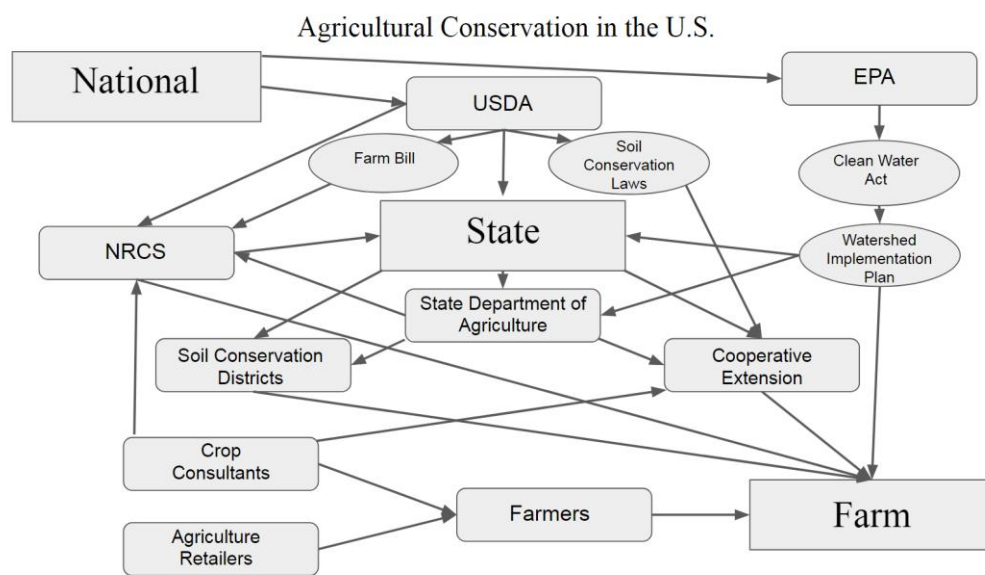 Agricultural Conservation in the U.S.
National
EPA
USDA
Farm Bill
Soil
Conservation
Laws
Clean Water
Act
NRCS
State
Watershed
Implementation
Plan
State Department of
Agriculture
Soil Conservation
Districts
Cooperative
Extension
Crop
Consultants
Farmers
Farm
Agriculture
Retailers